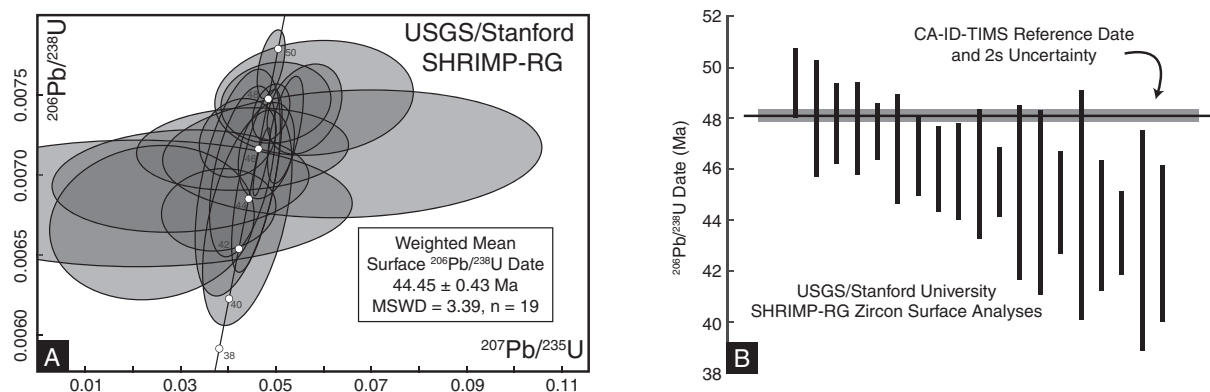 USGS/Stanford
SHRIMP-RG
²⁰⁶Pb/²³⁸U
0.0075
0.0070
0.0065
0.0060
50
48
46
44
42
40
38
Weighted Mean
Surface ²⁰⁶Pb/²³⁸U Date
44.45 ± 0.43 Ma
MSWD = 3.39, n = 19
A
²⁰⁷Pb/²³⁵U
0.01 0.03 0.05 0.07 0.09 0.11
52
50
48
46
44
42
40
38
²⁰⁶Pb/²³⁸U Date (Ma)
CA-ID-TIMS Reference Date
and 2s Uncertainty
USGS/Stanford University
SHRIMP-RG Zircon Surface Analyses
B